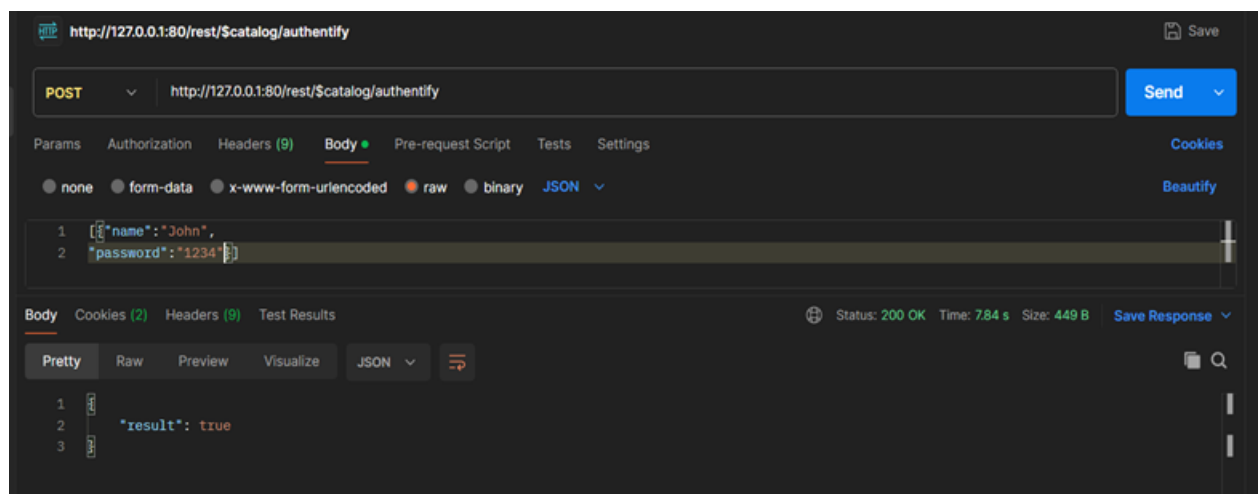 HTTP http://127.0.0.1:80/rest/$catalog/authentify Save
POST http://127.0.0.1:80/rest/$catalog/authentify Send
Params Authorization Headers (9) Body Pre-request Script Tests Settings Cookies
none form-data x-www-form-urlencoded raw binary JSON Beautify
1 [{"name":"John",
2 "password":"1234"}]
Body Cookies (2) Headers (9) Test Results Status: 200 OK Time: 7.84 s Size: 449 B Save Response
Pretty Raw Preview Visualize JSON
1 {
2 "result": true
3 }